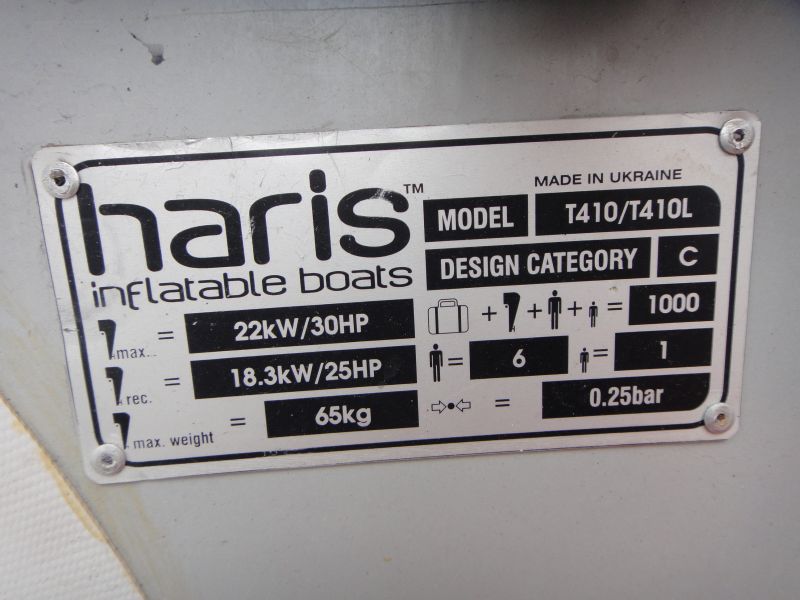 haris™
inflatable boats
MADE IN UKRAINE
MODEL T410/T410L
DESIGN CATEGORY C
max. = 22kW/30HP
rec. = 18.3kW/25HP
max. weight = 65kg
+ + + = 1000
= 6 = 1
= 0.25bar